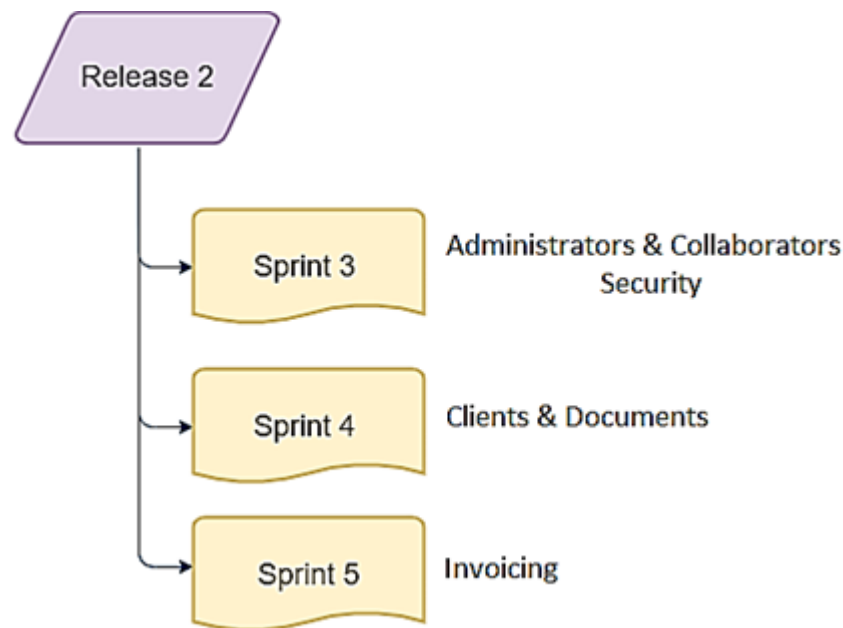 Release 2
Sprint 3
Administrators & Collaborators
Security
Sprint 4
Clients & Documents
Sprint 5
Invoicing